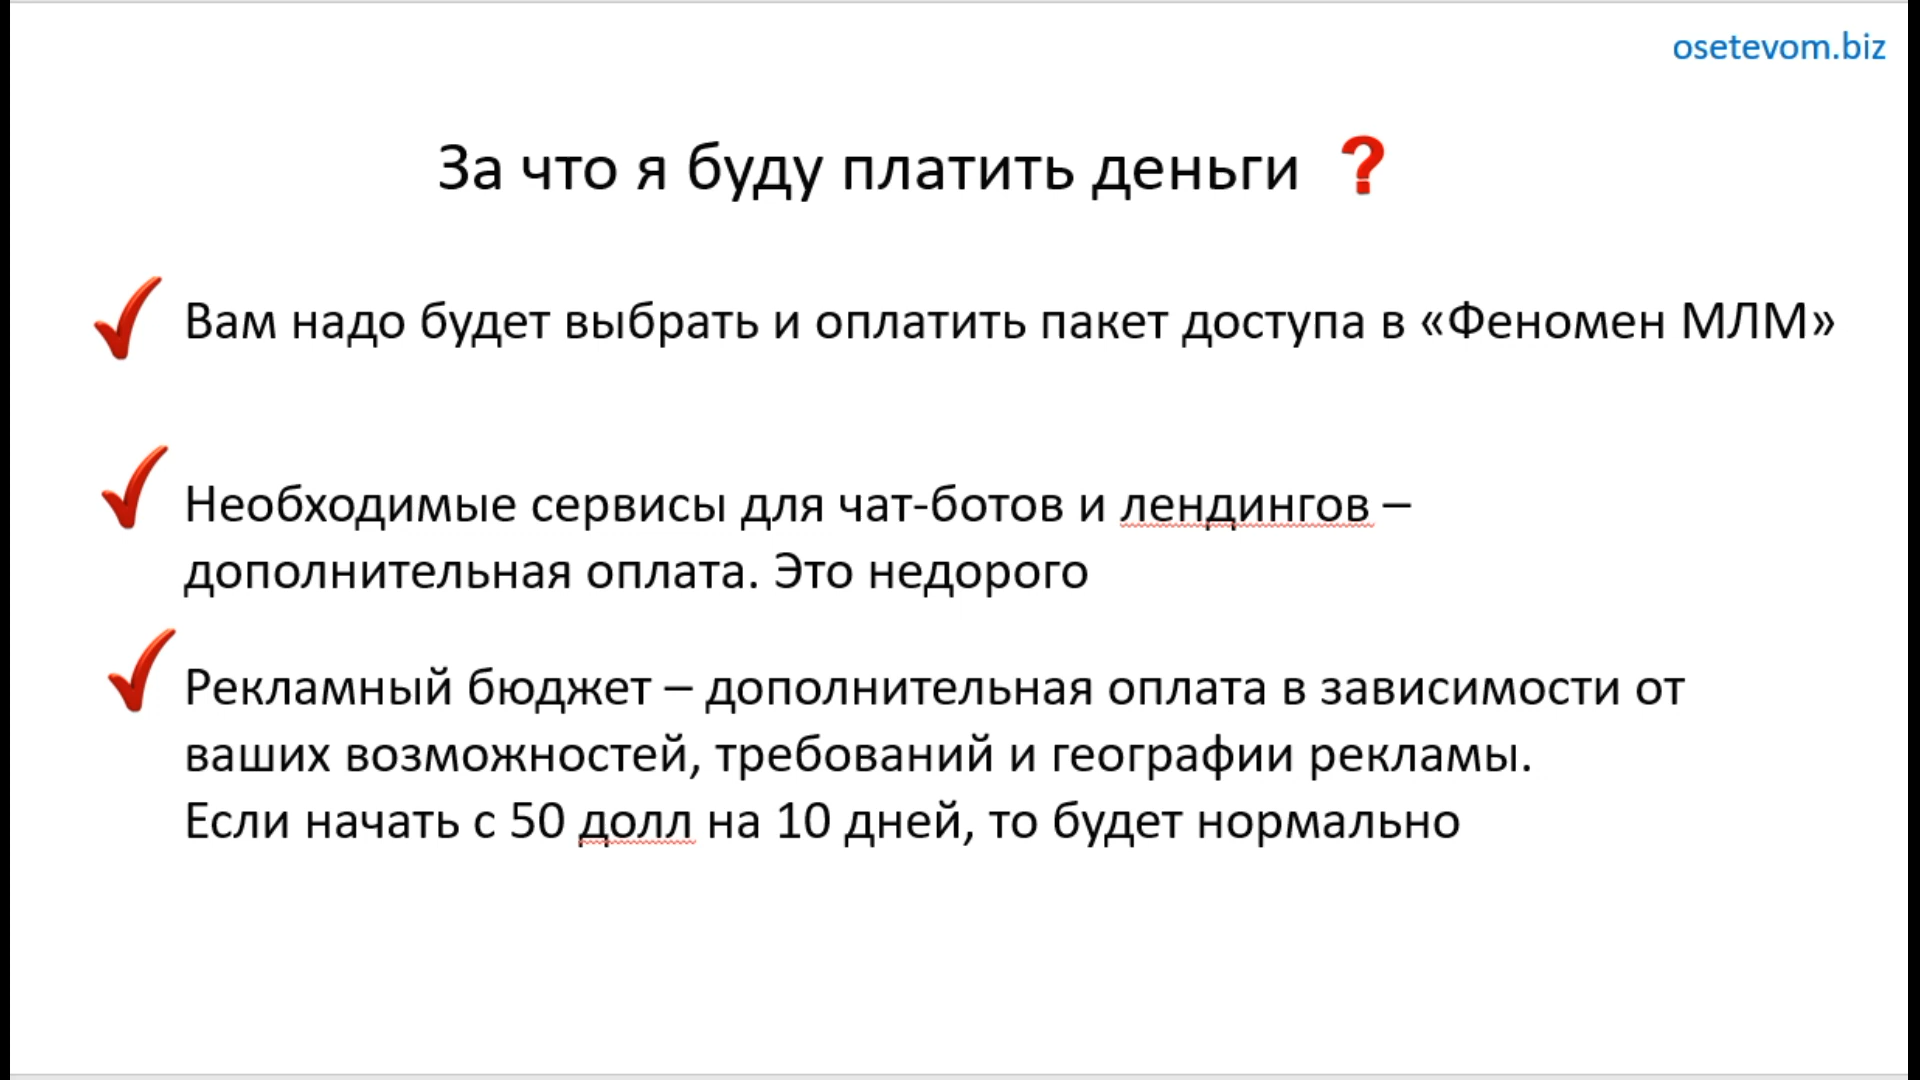 osetevom.biz
За что я буду платить деньги ❓
Вам надо будет выбрать и оплатить пакет доступа в «Феномен МЛМ»
Необходимые сервисы для чат-ботов и лендингов –
дополнительная оплата. Это недорого
Рекламный бюджет – дополнительная оплата в зависимости от
ваших возможностей, требований и географии рекламы.
Если начать с 50 долл на 10 дней, то будет нормально